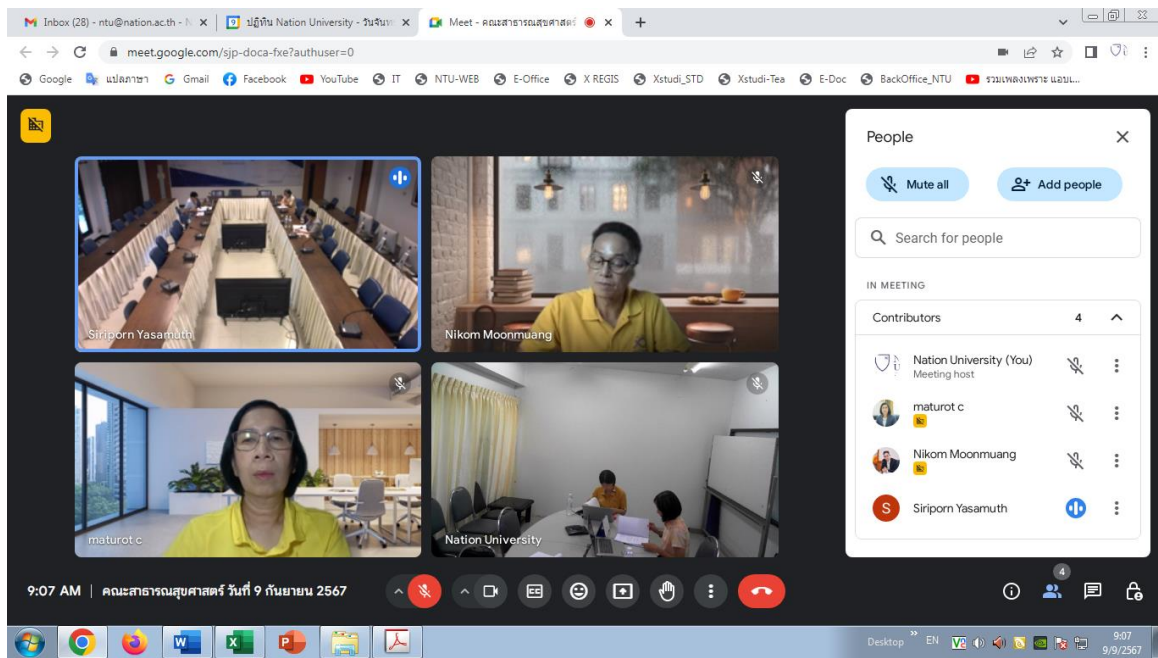 Inbox (28) - ntu@nation.ac.th - N
ปฏิทิน Nation University - วันจันท
Meet - คณะสาธารณสุขศาสตร์
meet.google.com/sjp-doca-fxe?authuser=0
Google แปลภาษา Gmail Facebook YouTube IT NTU-WEB E-Office X REGIS Xstudi_STD Xstudi-Tea E-Doc BackOffice_NTU รวมเพลงเพราะ แอบเ...
People
Mute all
Add people
Search for people
IN MEETING
Contributors 4
Nation University (You)
Meeting host
maturot c
Nikom Moonmuang
S
Siriporn Yasamuth
Siriporn Yasamuth
Nikom Moonmuang
maturot c
Nation University
9:07 AM | คณะสาธารณสุขศาสตร์ วันที่ 9 กันยายน 2567
CC
4
Desktop
EN
9:07
9/9/2567